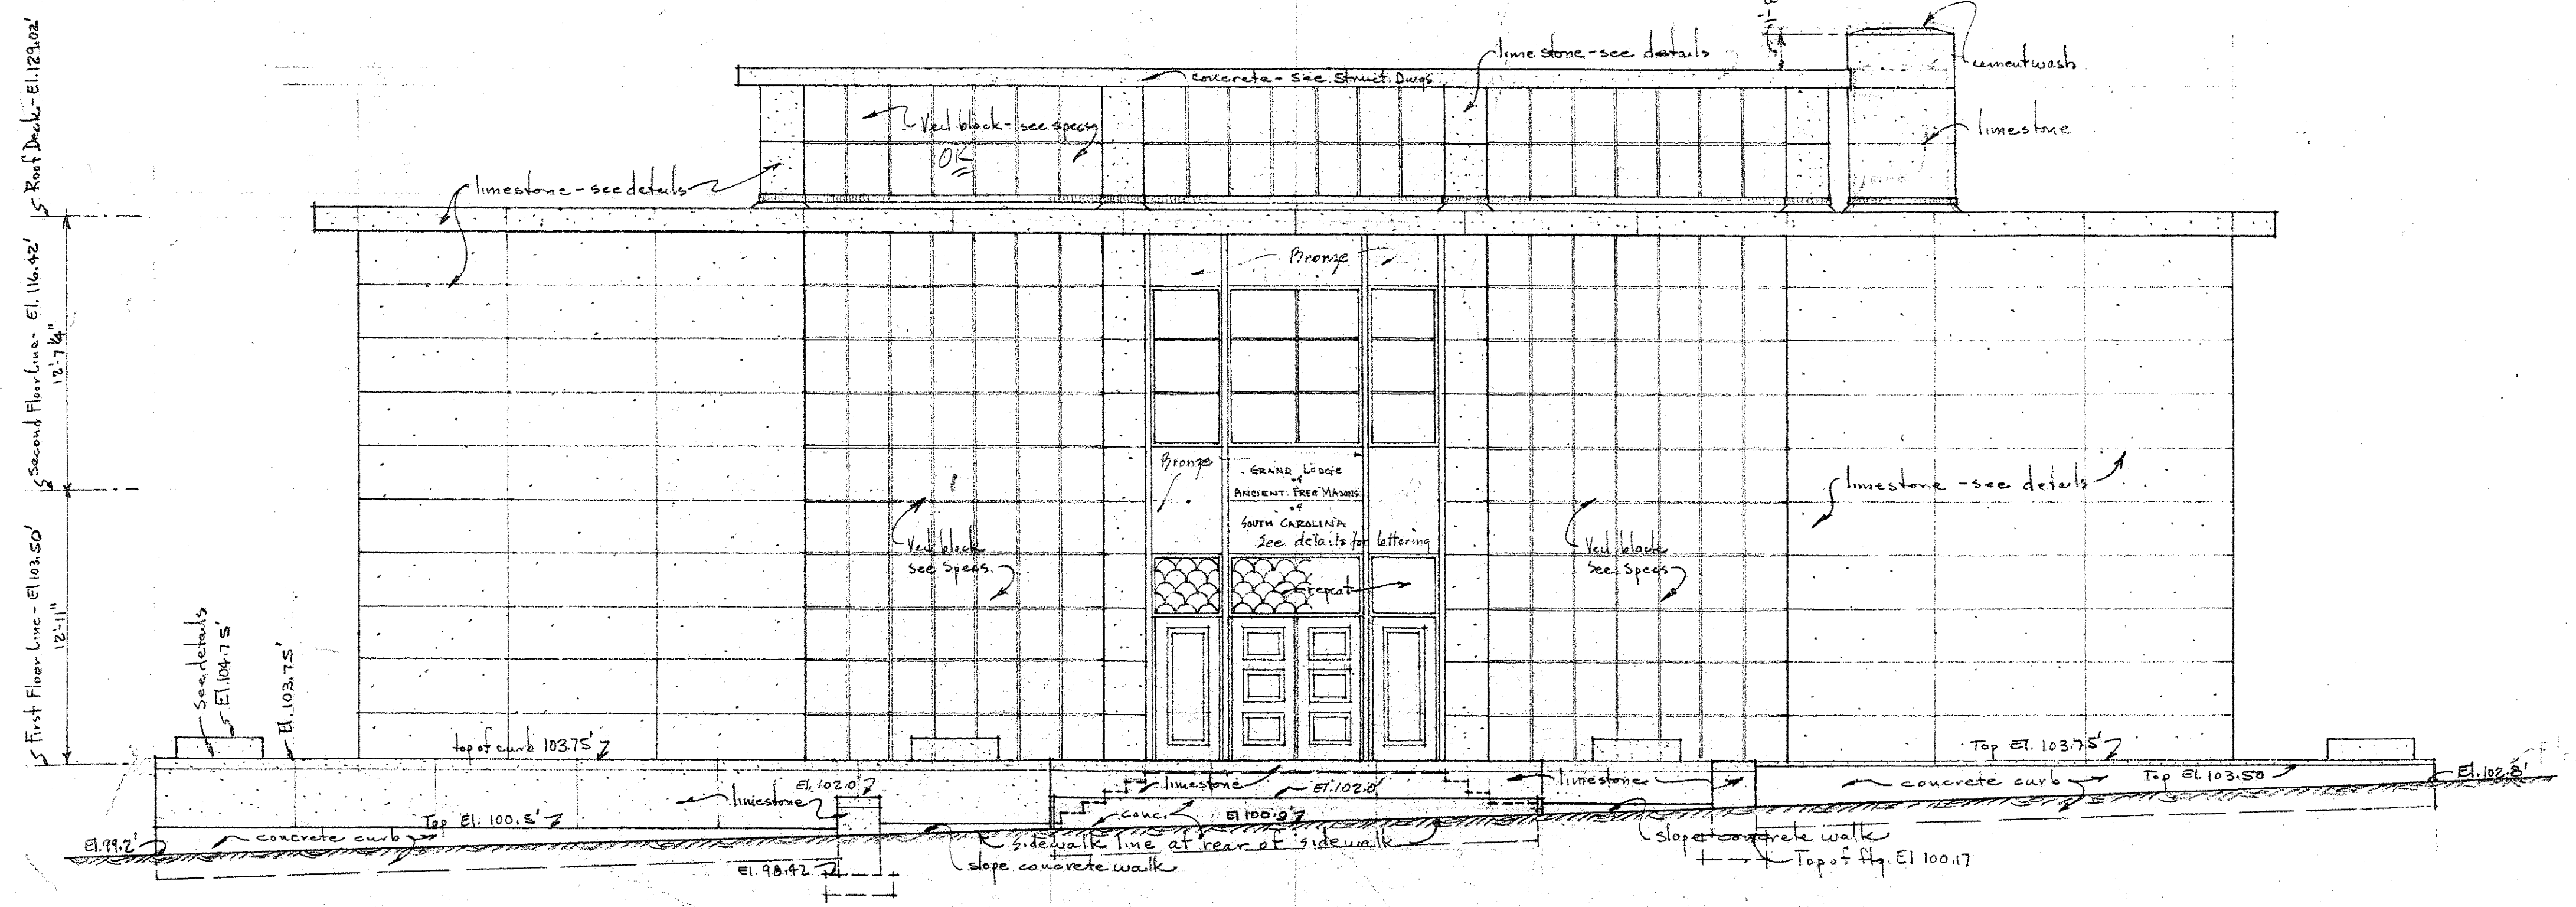 Roof Deck - El. 129.02'
Second Floor Line - El. 116.42'
12'-7 1/4"
First Floor Line - El 103.50'
12'-11"
See details
El. 104.75'
El. 103.75'
limestone - see details
concrete - see Struct. Dwgs
Veil block - see specs
OK
limestone - see details
cement wash
limestone
Bronze
Bronze
GRAND LODGE
of
ANCIENT FREE MASONS
of
SOUTH CAROLINA
See details for lettering
repeat
Veil block
See Specs.
Veil block
See Specs
limestone - see details
top of curb 103.75'
Top El. 103.75'
El. 102.0'
limestone
limestone
El. 102.0'
limestone
concrete curb
Top El. 103.50
El. 102.8'
Top El. 100.5'
conc.
El 100.9'
El. 99.2'
concrete curb
sidewalk line at rear of sidewalk
slope concrete walk
slope concrete walk
El. 98.42
Top of ftg. El 100.17